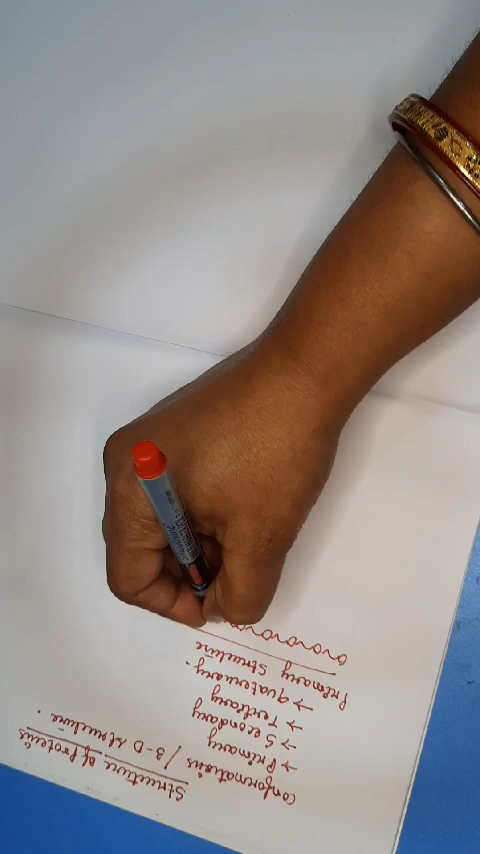 Structure of Proteins
Conformations / 3-D structure.
→ Primary
→ Secondary
→ Tertiary
→ quaternary.
Primary Structure